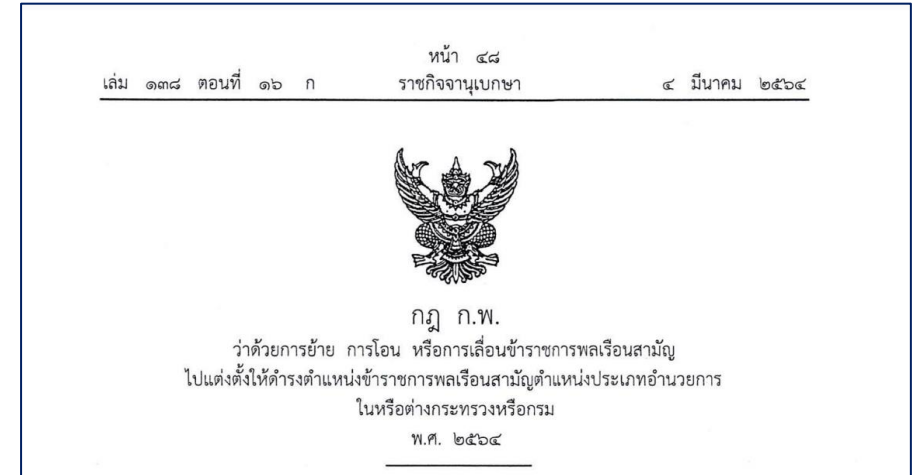 หน้า ๔๘
เล่ม ๑๓๘ ตอนที่ ๑๖ ก ราชกิจจานุเบกษา ๔ มีนาคม ๒๕๖๔
กฎ ก.พ.
ว่าด้วยการย้าย การโอน หรือการเลื่อนข้าราชการพลเรือนสามัญ
ไปแต่งตั้งให้ดำรงตำแหน่งข้าราชการพลเรือนสามัญตำแหน่งประเภทอำนวยการ
ในหรือต่างกระทรวงหรือกรม
พ.ศ. ๒๕๖๔